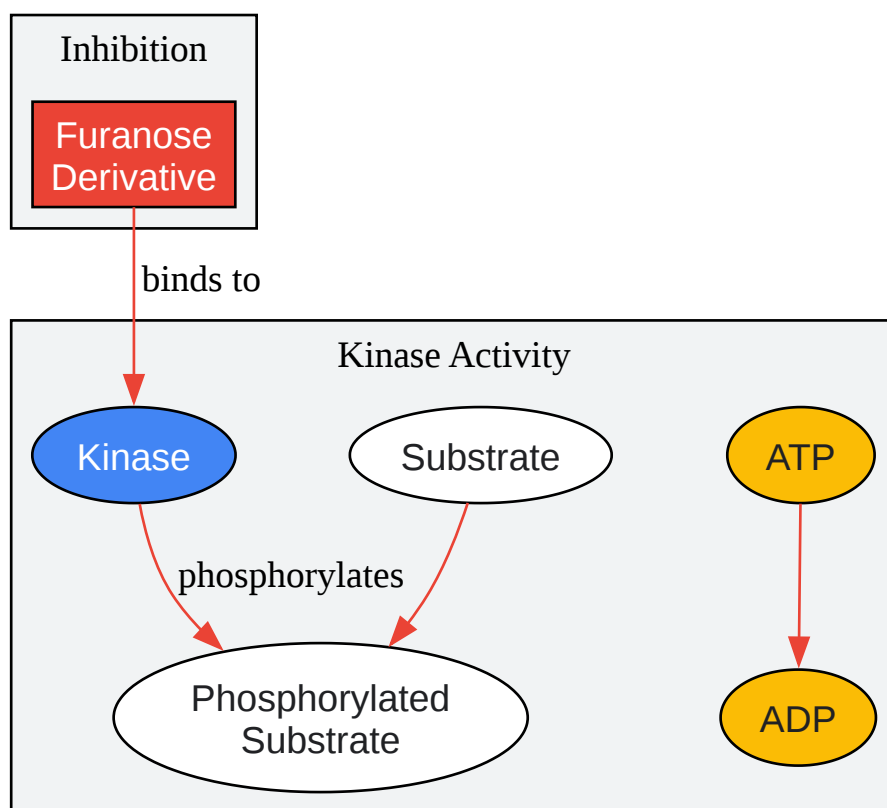 Inhibition
Furanose
Derivative
binds to
Kinase Activity
Kinase
Substrate
ATP
phosphorylates
Phosphorylated
Substrate
ADP